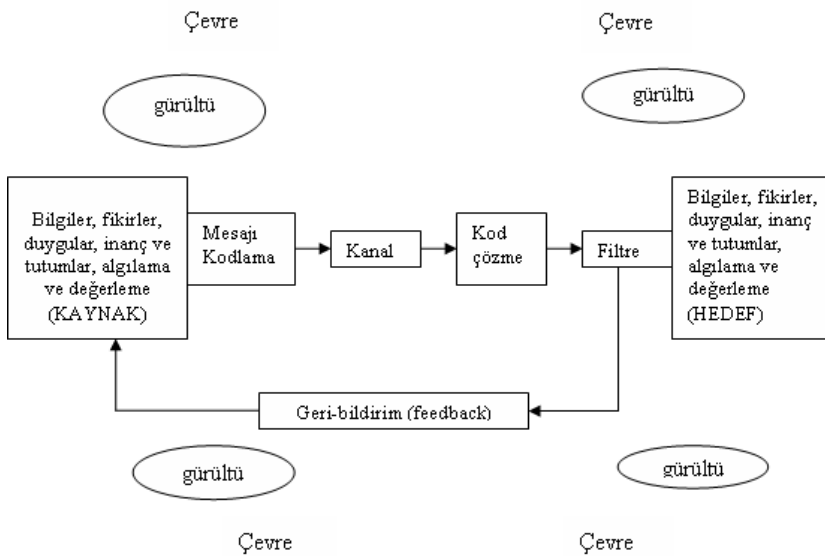 Çevre
Çevre
gürültü
gürültü
Bilgiler, fikirler,
duygular, inanç ve
tutumlar, algılama
ve değerleme
(KAYNAK)
Mesajı
Kodlama
Kanal
Kod
çözme
Filtre
Bilgiler, fikirler,
duygular, inanç
ve tutumlar,
algılama ve
değerleme
(HEDEF)
Geri-bildirim (feedback)
gürültü
gürültü
Çevre
Çevre